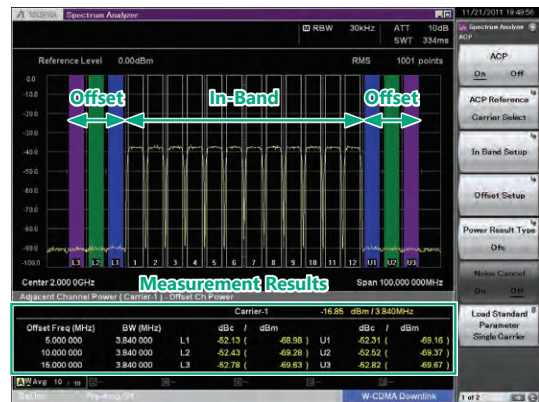 Spectrum Analyzer
11/21/2011 19:48:56
RBW 30kHz ATT 10dB
SWT 334ms
Spectrum Analyzer
ACP
Reference Level 0.00dBm RMS 1001 points
ACP
On Off
0.0
Offset In-Band Offset
ACP Reference
Carrier Select
-20.0
In Band Setup
-40.0
-50.0
Offset Setup
-60.0
-70.0
Power Result Type
Ofs
-80.0
-100.0 L3 L2 L1 1 2 3 4 5 6 7 8 9 10 11 12 U1 U2 U3
Noise Cancel
On Off
Center 2.000 0GHz Measurement Results Span 100.000 000MHz
Adjacent Channel Power ( Carrier-1 ) - Offset Ch Power
Carrier-1 -16.85 dBm / 3.840MHz
Load Standard
Parameter
Single Carrier
Offset Freq (MHz) BW (MHz) dBc / dBm dBc / dBm
5.000 000 3.840 000 L1 -52.13 ( -68.98 ) U1 -52.31 ( -69.16 )
10.000 000 3.840 000 L2 -52.43 ( -69.28 ) U2 -52.52 ( -69.37 )
15.000 000 3.840 000 L3 -52.78 ( -69.63 ) U3 -52.82 ( -69.67 )
Avg 10 / 10
W-CDMA Downlink
1 of 2